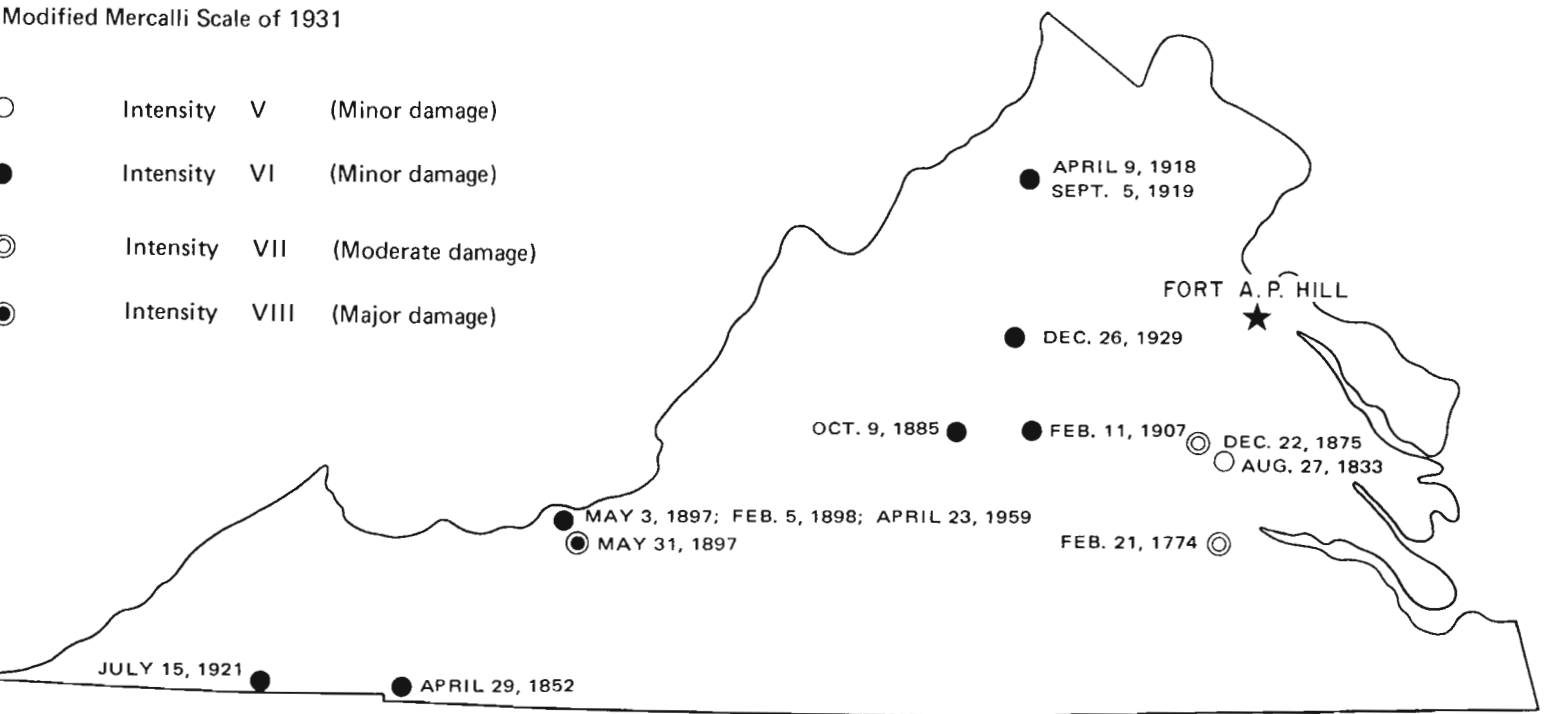 Modified Mercalli Scale of 1931
Intensity V (Minor damage)
Intensity VI (Minor damage)
Intensity VII (Moderate damage)
Intensity VIII (Major damage)
APRIL 9, 1918
SEPT. 5, 1919
FORT A.P. HILL
DEC. 26, 1929
OCT. 9, 1885
FEB. 11, 1907
DEC. 22, 1875
AUG. 27, 1833
MAY 3, 1897; FEB. 5, 1898; APRIL 23, 1959
MAY 31, 1897
FEB. 21, 1774
JULY 15, 1921
APRIL 29, 1852